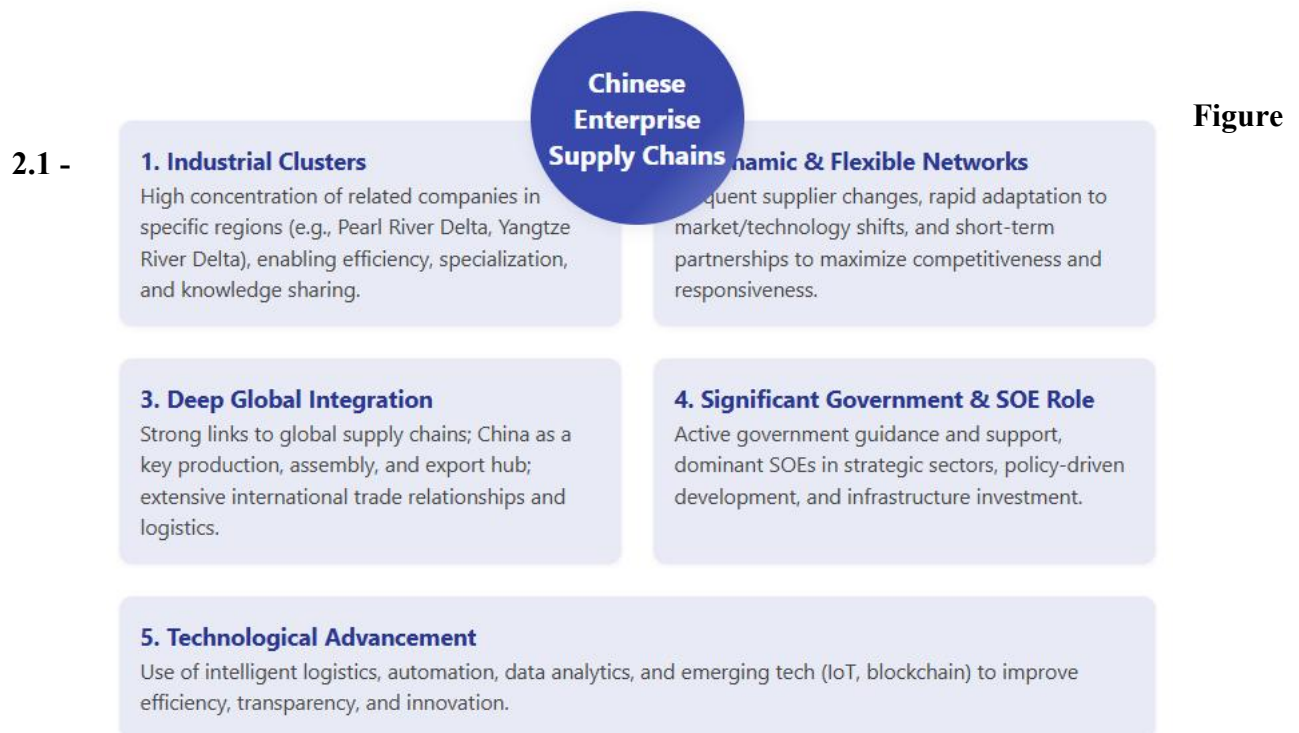 Chinese
Enterprise
Supply Chains
Figure
2.1 -
1. Industrial Clusters
High concentration of related companies in
specific regions (e.g., Pearl River Delta, Yangtze
River Delta), enabling efficiency, specialization,
and knowledge sharing.
& Flexible Networks
supplier changes, rapid adaptation to
market/technology shifts, and short-term
partnerships to maximize competitiveness and
responsiveness.
3. Deep Global Integration
Strong links to global supply chains; China as a
key production, assembly, and export hub;
extensive international trade relationships and
logistics.
4. Significant Government & SOE Role
Active government guidance and support,
dominant SOEs in strategic sectors, policy-driven
development, and infrastructure investment.
5. Technological Advancement
Use of intelligent logistics, automation, data analytics, and emerging tech (IoT, blockchain) to improve
efficiency, transparency, and innovation.